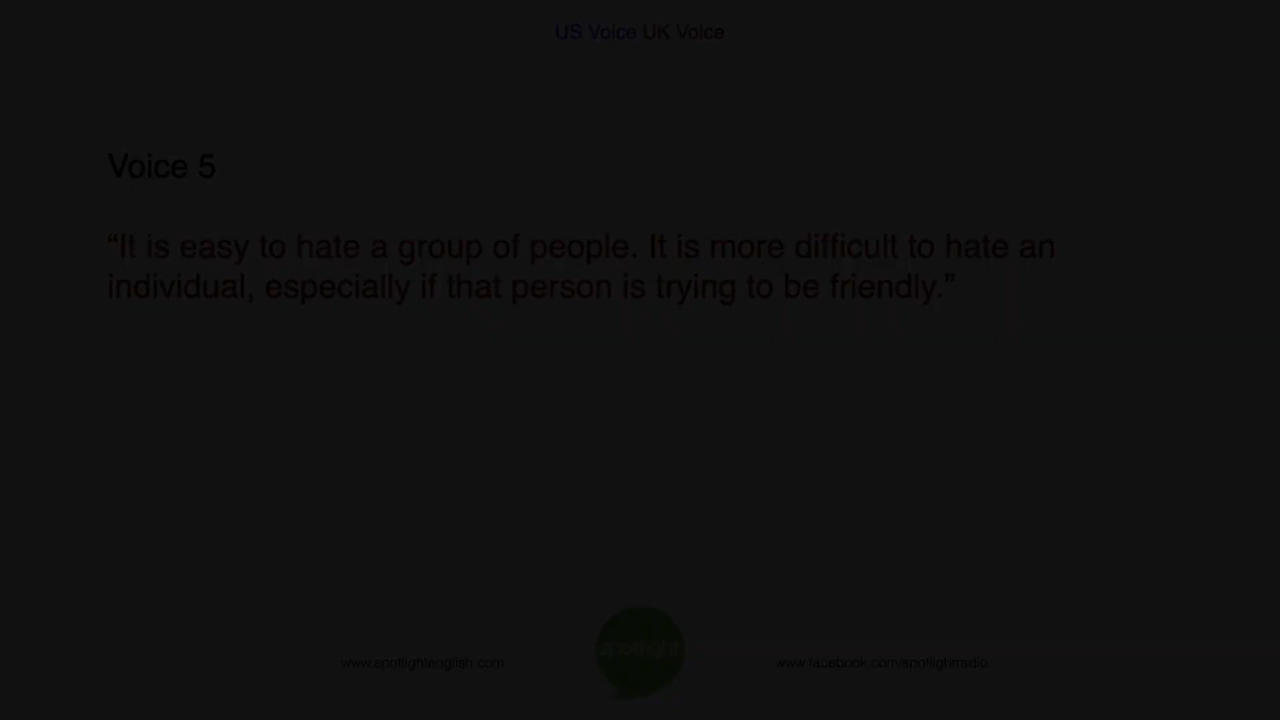 US Voice UK Voice
Voice 5
“It is easy to hate a group of people. It is more difficult to hate an
individual, especially if that person is trying to be friendly.”
spotlight
www.spotlightenglish.com
www.facebook.com/spotlightradio